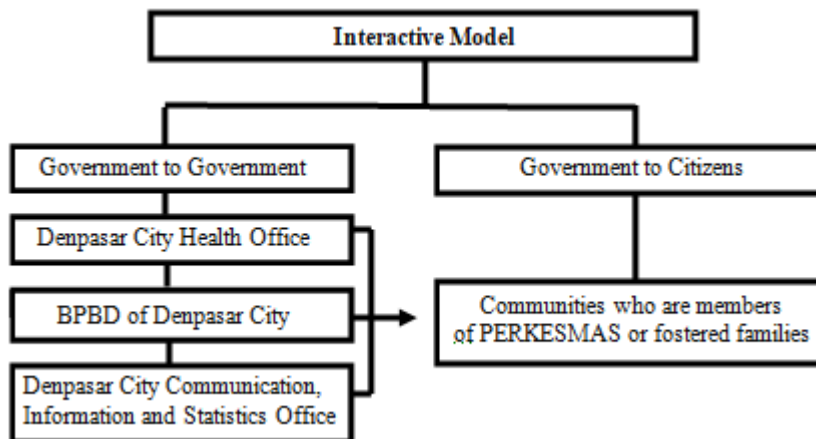 Interactive Model
Government to Government
Government to Citizens
Denpasar City Health Office
BPBD of Denpasar City
Communities who are members
of PERKESMAS or fostered families
Denpasar City Communication,
Information and Statistics Office